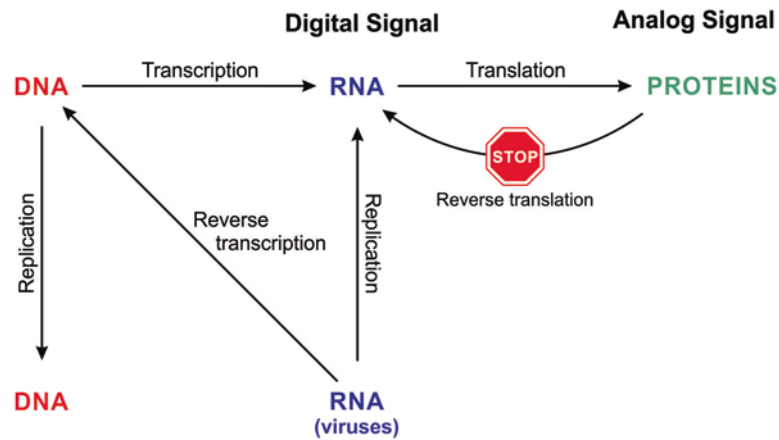 Digital Signal
Analog Signal
DNA
Transcription
RNA
Translation
PROTEINS
STOP
Reverse translation
Replication
Reverse
transcription
Replication
DNA
RNA
(viruses)